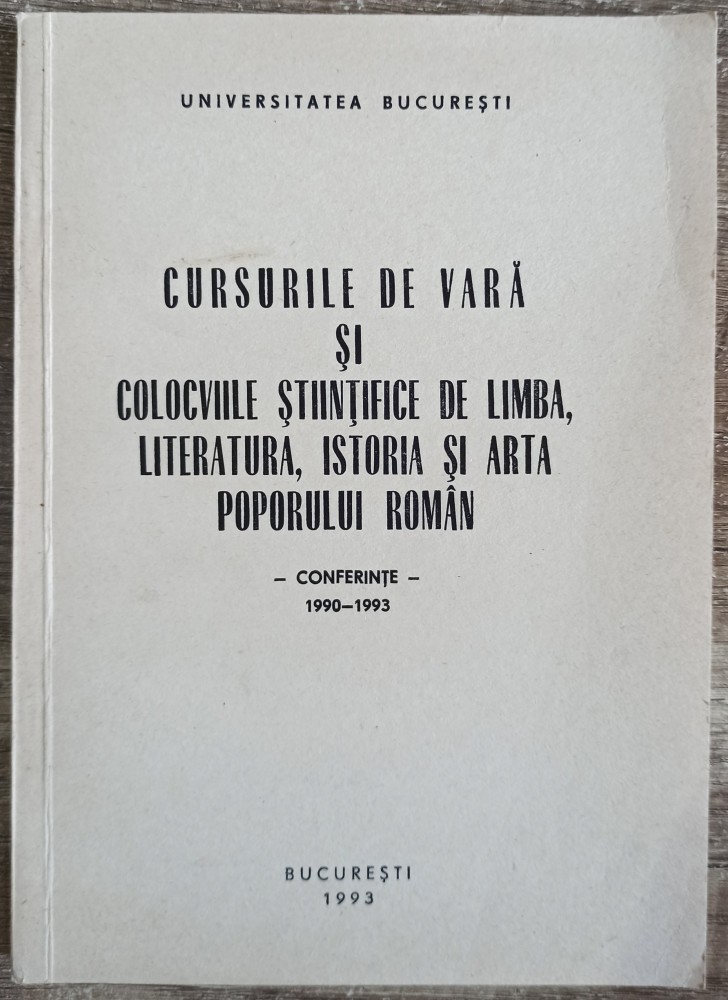 UNIVERSITATEA BUCUREŞTI
CURSURILE DE VARĂ
ŞI
COLOCVIILE ŞTIINŢIFICE DE LIMBA,
LITERATURA, ISTORIA ŞI ARTA
POPORULUI ROMÂN
– CONFERINŢE –
1990–1993
BUCUREŞTI
1993